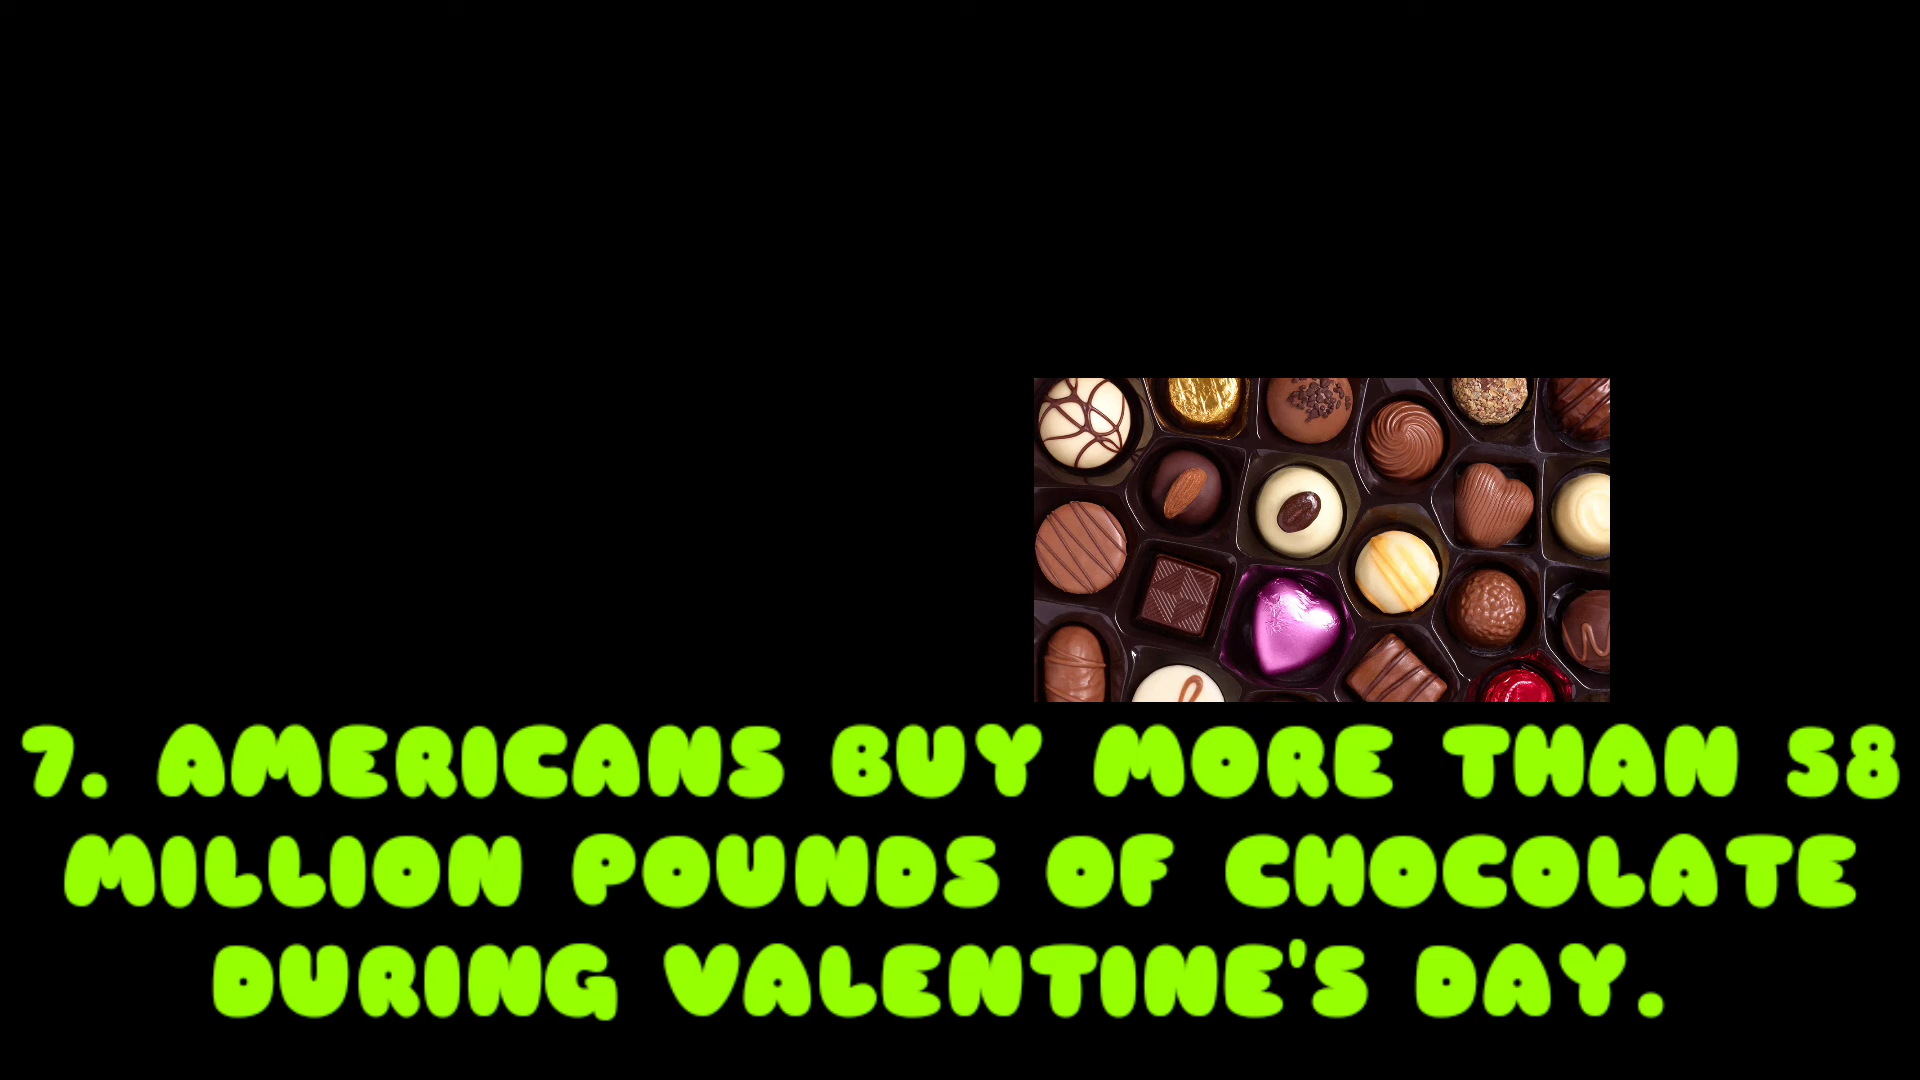 7. AMERICANS BUY MORE THAN 58
MILLION POUNDS OF CHOCOLATE
DURING VALENTINE'S DAY.